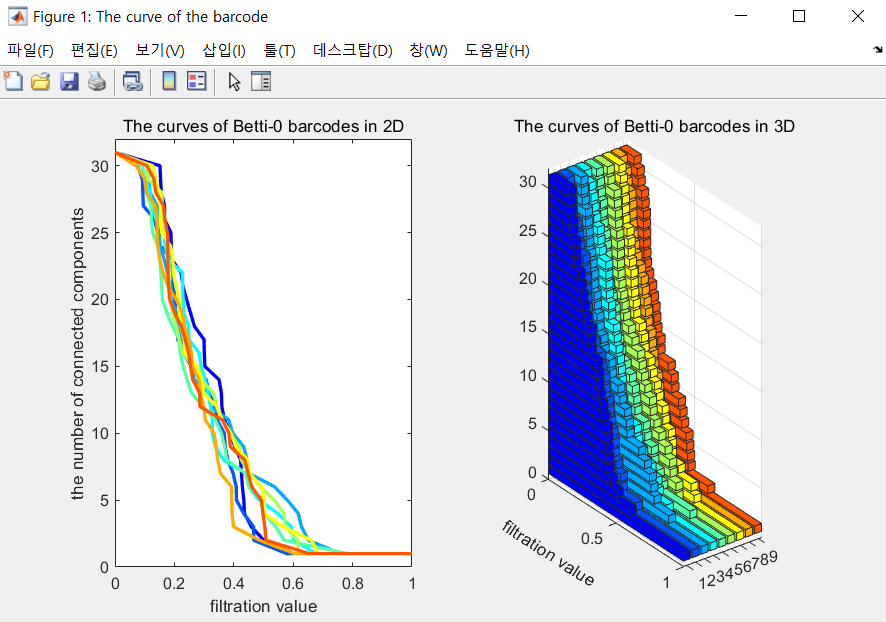 Figure 1: The curve of the barcode
파일(F) 편집(E) 보기(V) 삽입(I) 툴(T) 데스크탑(D) 창(W) 도움말(H)
The curves of Betti-0 barcodes in 2D
30
25
20
15
10
5
0
the number of connected components
0 0.2 0.4 0.6 0.8 1
filtration value
The curves of Betti-0 barcodes in 3D
30
25
20
15
10
5
0
0
0.5
1
filtration value
123456789